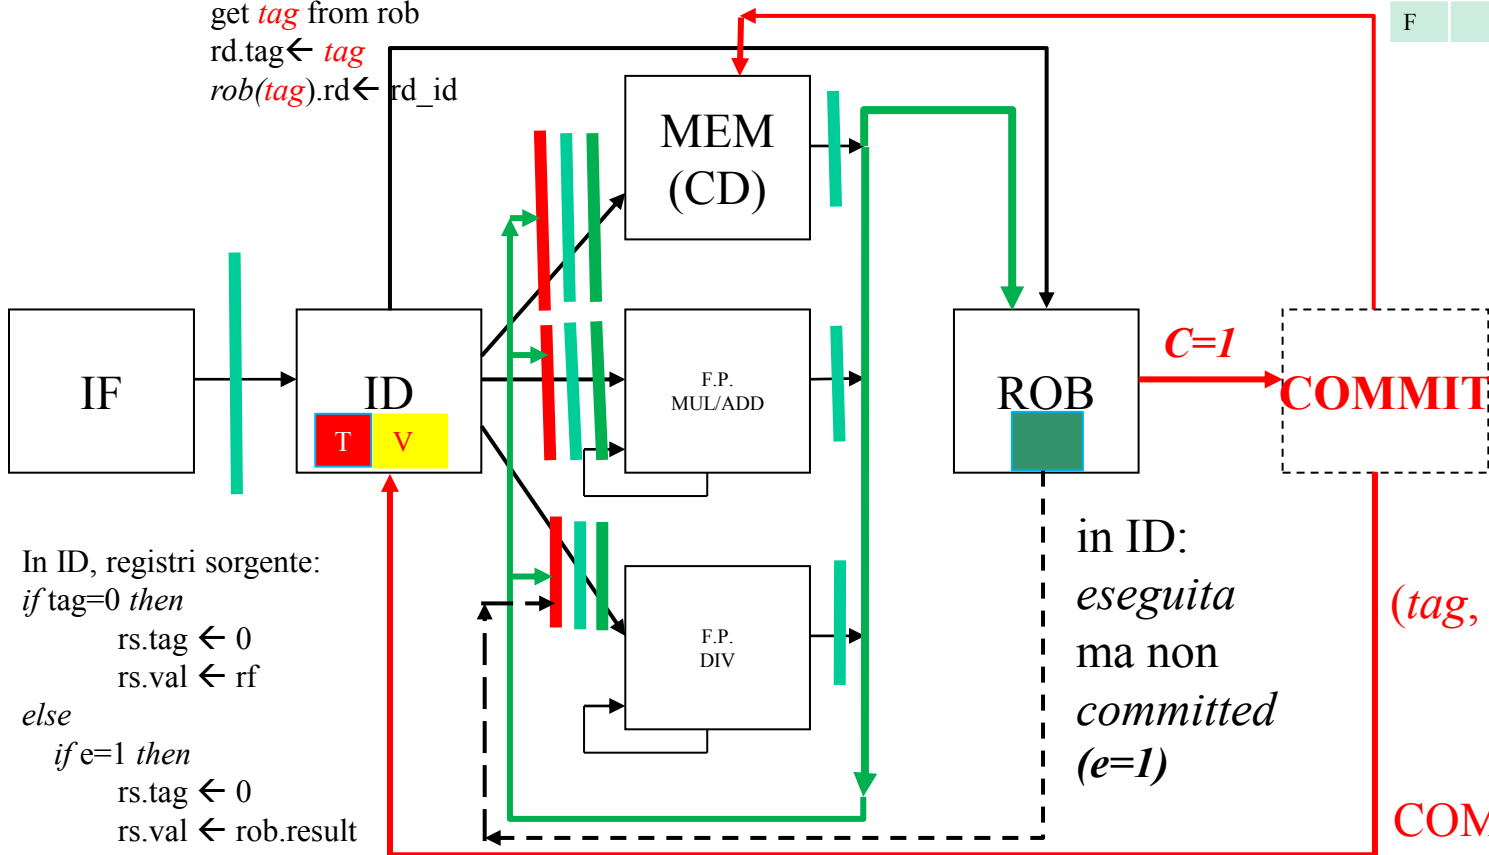 get tag from rob
rd.tag← tag
rob(tag).rd← rd_id
F
MEM
(CD)
IF
ID
T V
F.P.
MUL/ADD
ROB
C=1
COMMIT
In ID, registri sorgente:
if tag=0 then
rs.tag ← 0
rs.val ← rf
else
if e=1 then
rs.tag ← 0
rs.val ← rob.result
F.P.
DIV
in ID:
eseguita
ma non
committed
(e=1)
(tag,
COM